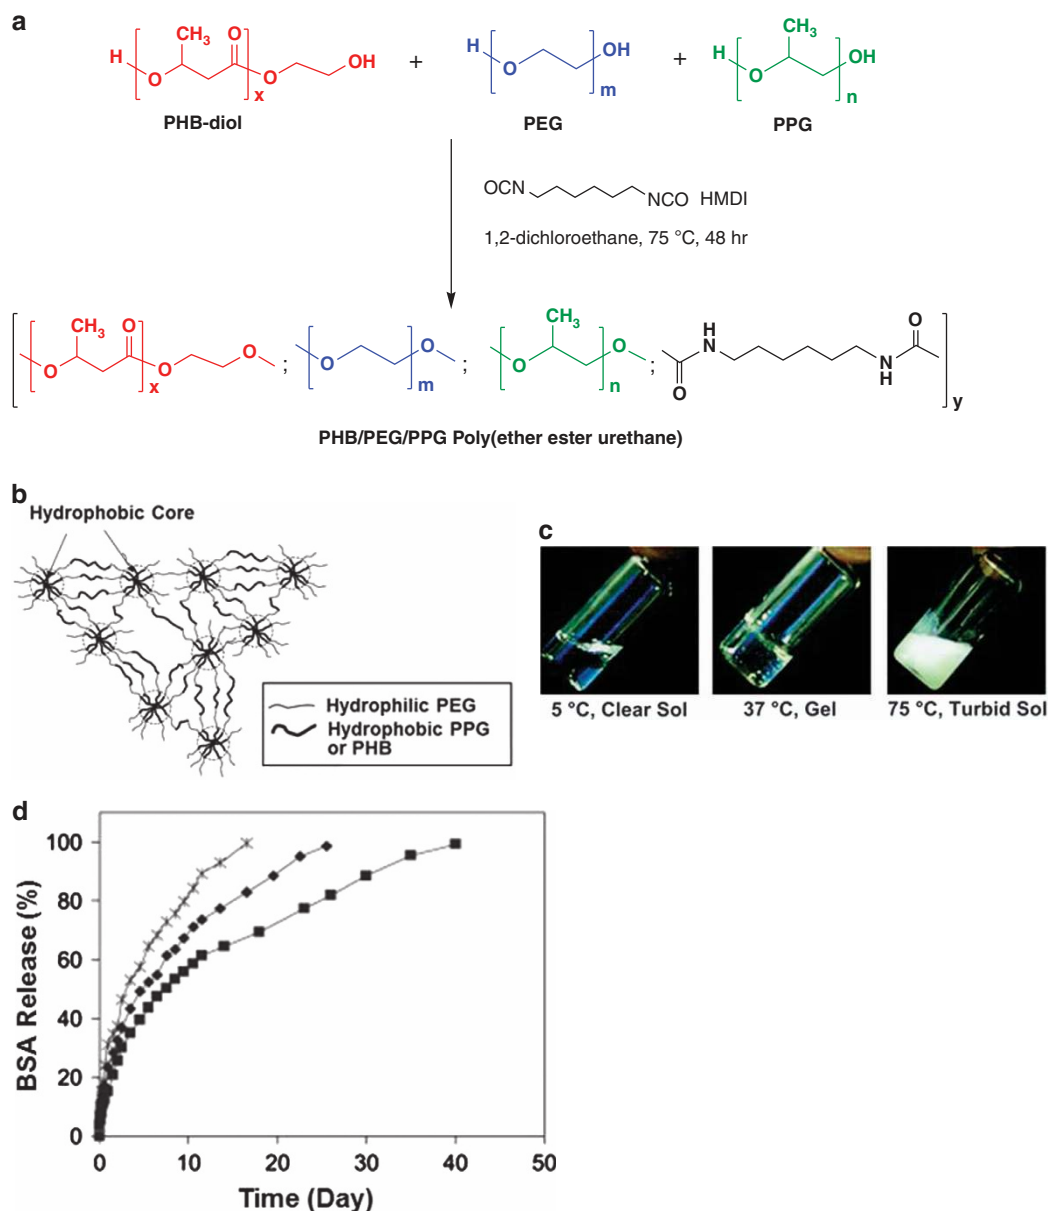 a
H O CH3 O x O OH + H O OH m + H O CH3 OH n
PHB-diol PEG PPG
OCN NCO HMDI
1,2-dichloroethane, 75 °C, 48 hr
O CH3 O x O O ; O O m ; O CH3 O n ; O H N N H O y
PHB/PEG/PPG Poly(ether ester urethane)
b
Hydrophobic Core
Hydrophilic PEG
Hydrophobic PPG
or PHB
c
5 °C, Clear Sol 37 °C, Gel 75 °C, Turbid Sol
d
BSA Release (%)
100
80
60
40
20
0
0 10 20 30 40 50
Time (Day)